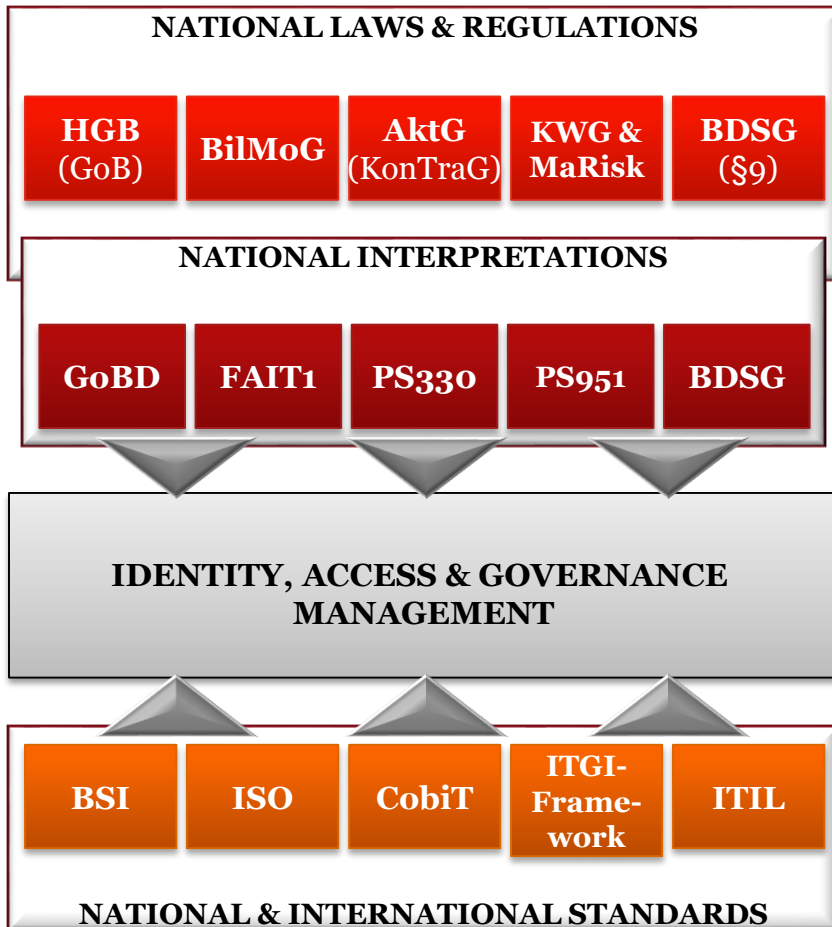 NATIONAL LAWS & REGULATIONS
HGB
(GoB)
BilMoG
AktG
(KonTraG)
KWG &
MaRisk
BDSG
(§9)
NATIONAL INTERPRETATIONS
GoBD
FAIT1
PS330
PS951
BDSG
IDENTITY, ACCESS & GOVERNANCE
MANAGEMENT
BSI
ISO
CobiT
ITGI-
Frame-
work
ITIL
NATIONAL & INTERNATIONAL STANDARDS